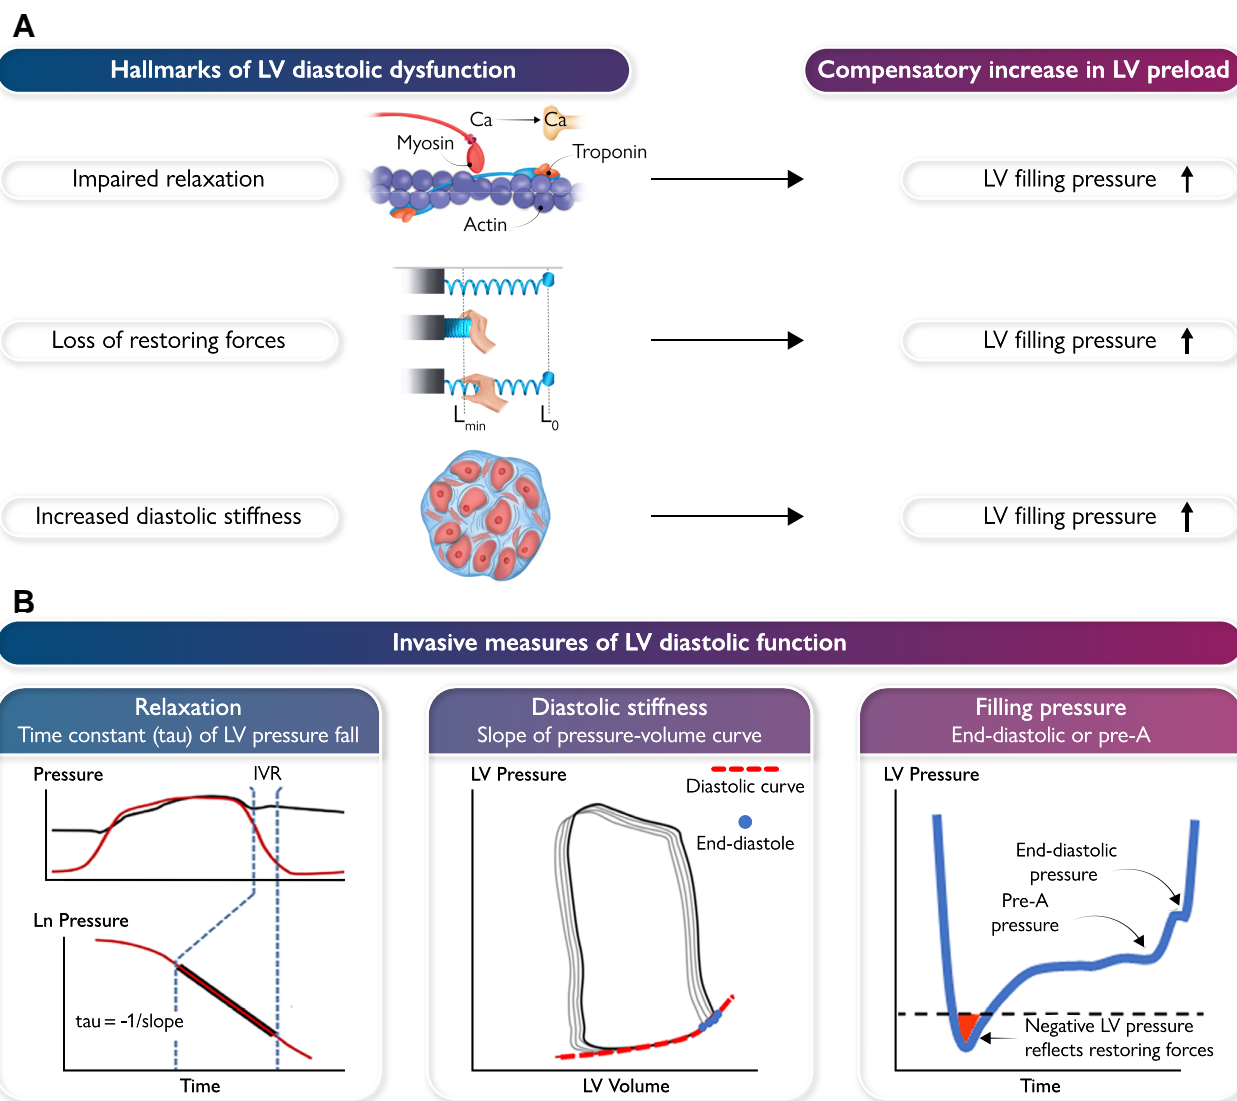 A
Hallmarks of LV diastolic dysfunction
Compensatory increase in LV preload
Ca
Ca
Myosin
Troponin
Impaired relaxation
LV filling pressure
Actin
Loss of restoring forces
LV filling pressure
Lmin
L0
Increased diastolic stiffness
LV filling pressure
B
Invasive measures of LV diastolic function
Relaxation
Time constant (tau) of LV pressure fall
Pressure
IVR
Ln Pressure
tau = -1/slope
Time
Diastolic stiffness
Slope of pressure-volume curve
LV Pressure
Diastolic curve
End-diastole
LV Volume
Filling pressure
End-diastolic or pre-A
LV Pressure
End-diastolic
pressure
Pre-A
pressure
Negative LV pressure
reflects restoring forces
Time